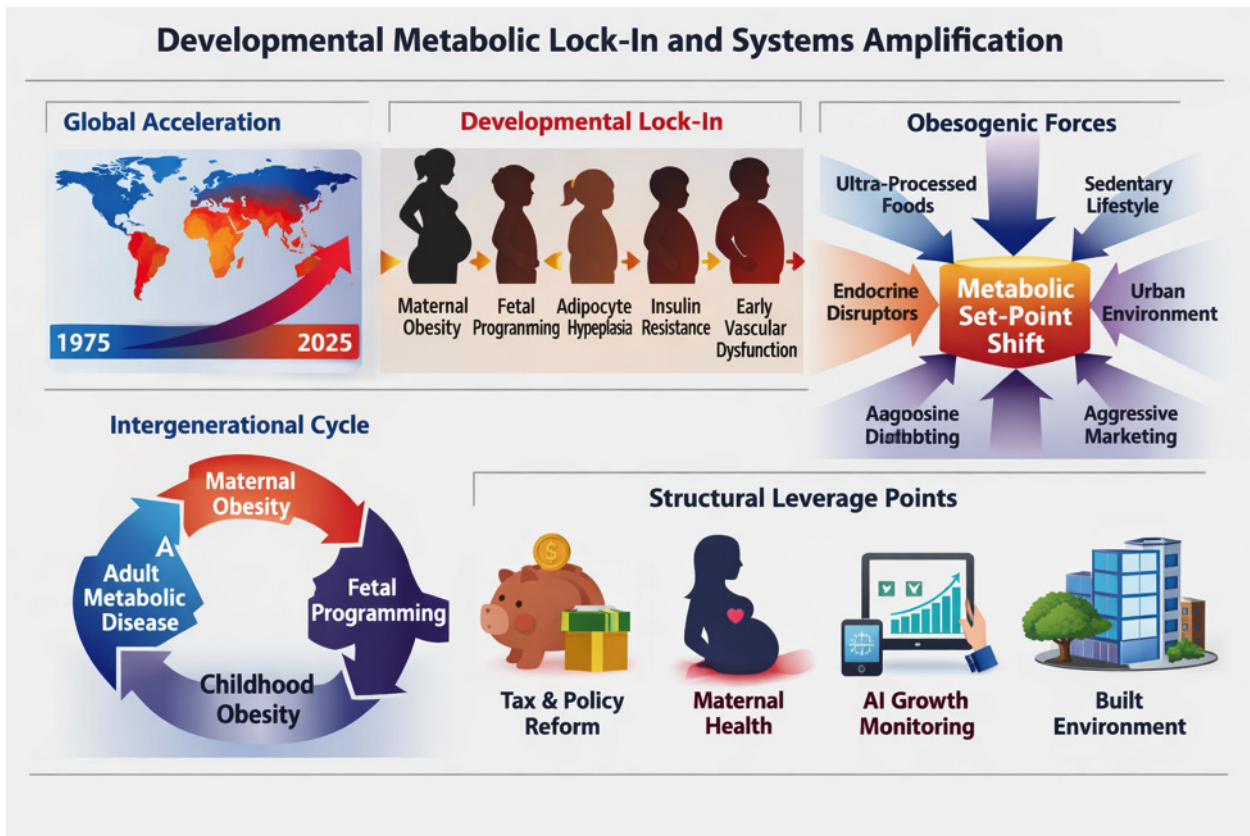 Developmental Metabolic Lock-In and Systems Amplification
Global Acceleration
1975
2025
Developmental Lock-In
Maternal
Obesity
Fetal
Programming
Adipocyte
Hypeplasia
Insulin
Resistance
Early
Vascular
Dysfunction
Obesogenic Forces
Ultra-Processed
Foods
Sedentary
Lifestyle
Endocrine
Disruptors
Metabolic
Set-Point
Shift
Urban
Environment
Aggressive
Marketing
Intergenerational Cycle
Maternal
Obesity
Fetal
Programming
Childhood
Obesity
A
Adult
Metabolic
Disease
Structural Leverage Points
$
Tax & Policy
Reform
Maternal
Health
AI Growth
Monitoring
Built
Environment